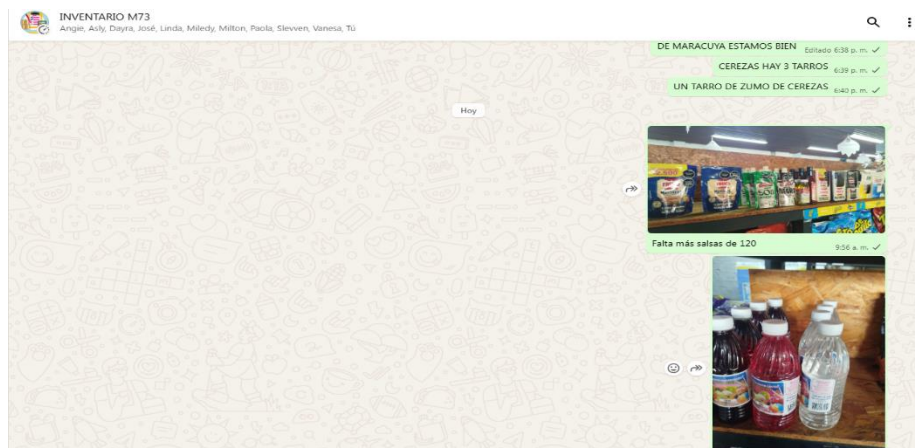 INVENTARIO M73
Angie, Asly, Dayra, José, Linda, Miledy, Milton, Paola, Slewen, Vanesa, Tú
DE MARACUYA ESTAMOS BIEN Editado 6:38 p. m.
CEREZAS HAY 3 TARROS 6:39 p. m.
UN TARRO DE ZUMO DE CEREZAS 6:40 p. m.
Hoy
Falta más salsas de 120 9:56 a. m.